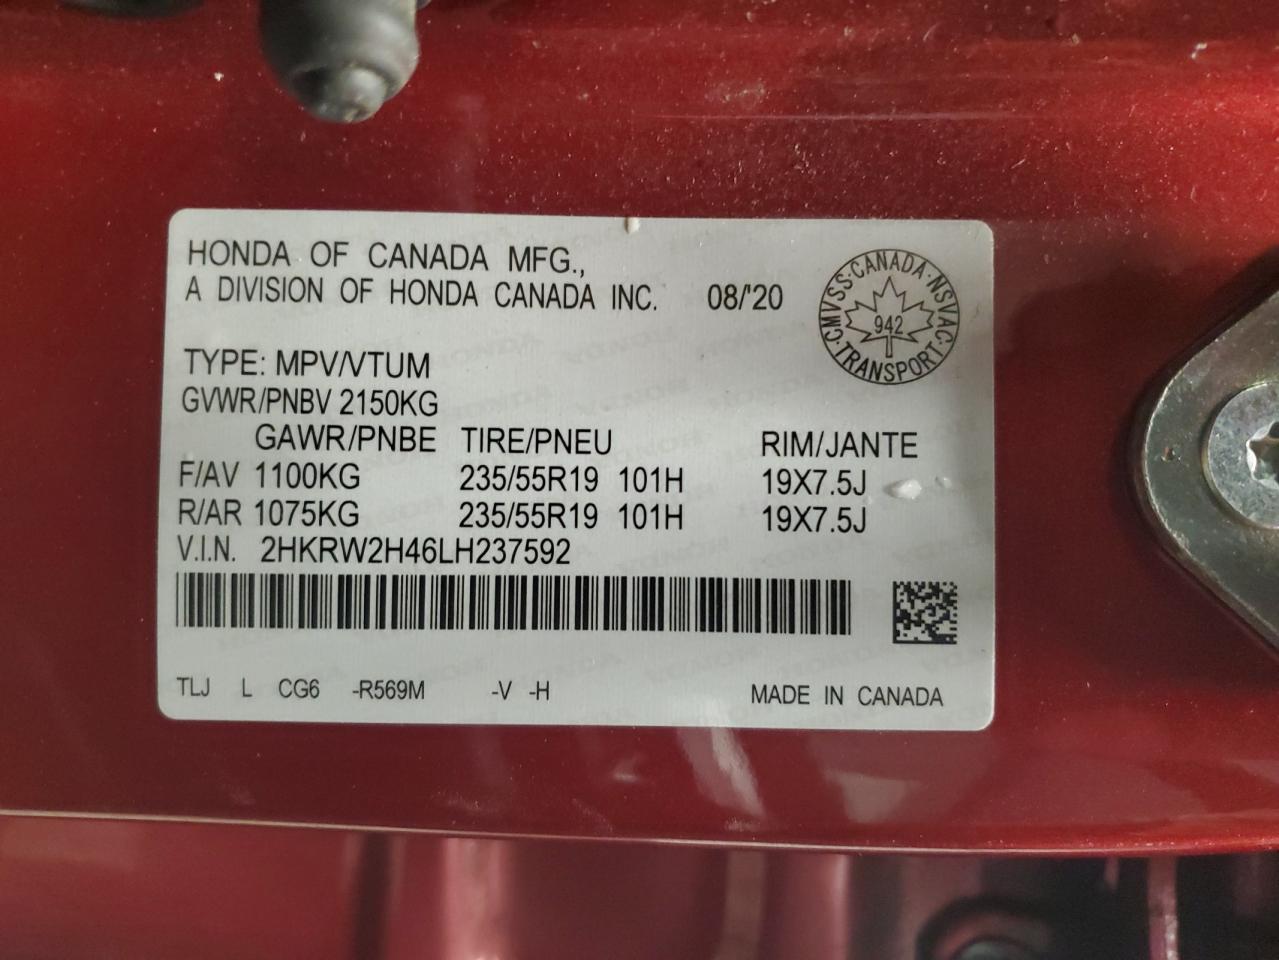 HONDA OF CANADA MFG.,
A DIVISION OF HONDA CANADA INC. 08/'20
CMVSS·CANADA·NSVAC·TRANSPORT·
942
TYPE: MPV/VTUM
GVWR/PNBV 2150KG
GAWR/PNBE TIRE/PNEU RIM/JANTE
F/AV 1100KG 235/55R19 101H 19X7.5J
R/AR 1075KG 235/55R19 101H 19X7.5J
V.I.N. 2HKRW2H46LH237592
TLJ L CG6 -R569M -V -H MADE IN CANADA